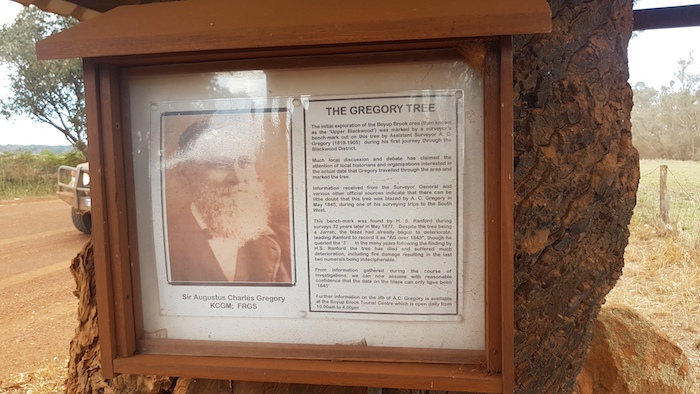 THE GREGORY TREE
The initial exploration of the Boyup Brook area (then known
as the 'Upper Blackwood') was marked by a surveyor's
bench-mark cut on this tree by Assistant Surveyor A. C.
Gregory (1819-1905) during his first journey through the
Blackwood District.
Much local discussion and debate has claimed the
attention of local historians and organisations interested in
the actual date that Gregory travelled through the area and
marked the tree.
Information received from the Surveyor General and
various other official sources indicate that there can be
little doubt that this tree was blazed by A. C. Gregory in
May 1845, during one of his surveying trips to the South
West.
This bench-mark was found by H. S. Ranford during
surveys 32 years later in May 1877. Despite the tree being
a Jarrah, the blaze had already begun to deteriorate,
leading Ranford to record it as "AG over 1843", though he
queried the '3'. In the many years following the finding by
H.S. Ranford the tree has died and suffered much
deterioration, including fire damage resulting in the last
two numerals being indecipherable.
From information gathered during the course of
investigations, we can now assume with reasonable
confidence that the date on the blaze can only have been
'1845'
Further information on the life of A.C. Gregory is available
at the Boyup Brook Tourist Centre which is open daily from
10.00am to 4.00pm
Sir Augustus Charles Gregory
KCGM; FRGS